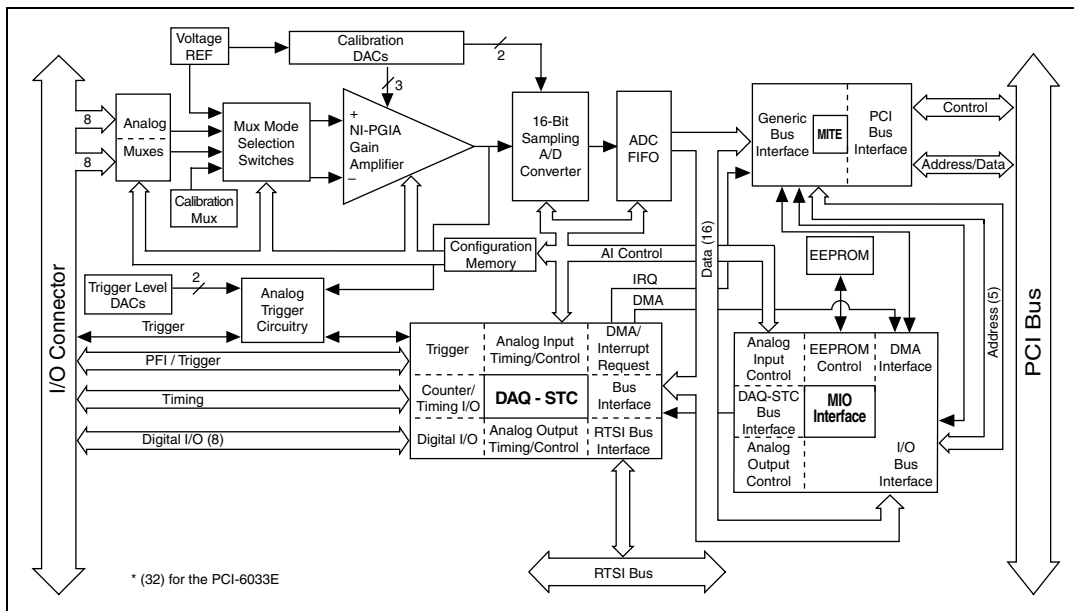 Voltage
REF
Calibration
DACs
2
3
8
8
Analog
Muxes
Mux Mode
Selection
Switches
+
NI-PGIA
Gain
Amplifier
–
16-Bit
Sampling
A/D
Converter
ADC
FIFO
Generic
Bus
Interface
MITE
PCI
Bus
Interface
Control
Address/Data
Calibration
Mux
Configuration
Memory
AI Control
Data (16)
EEPROM
Address (5)
IRQ
DMA
Trigger Level
DACs
2
Analog
Trigger
Circuitry
Trigger
PFI / Trigger
Timing
Digital I/O (8)
Trigger
Analog Input
Timing/Control
DMA/
Interrupt
Request
Counter/
Timing I/O
DAQ - STC
Bus
Interface
Digital I/O
Analog Output
Timing/Control
RTSI Bus
Interface
Analog
Input
Control
EEPROM
Control
DMA
Interface
DAQ-STC
Bus
Interface
MIO
Interface
Analog
Output
Control
I/O
Bus
Interface
I/O Connector
PCI Bus
RTSI Bus
* (32) for the PCI-6033E